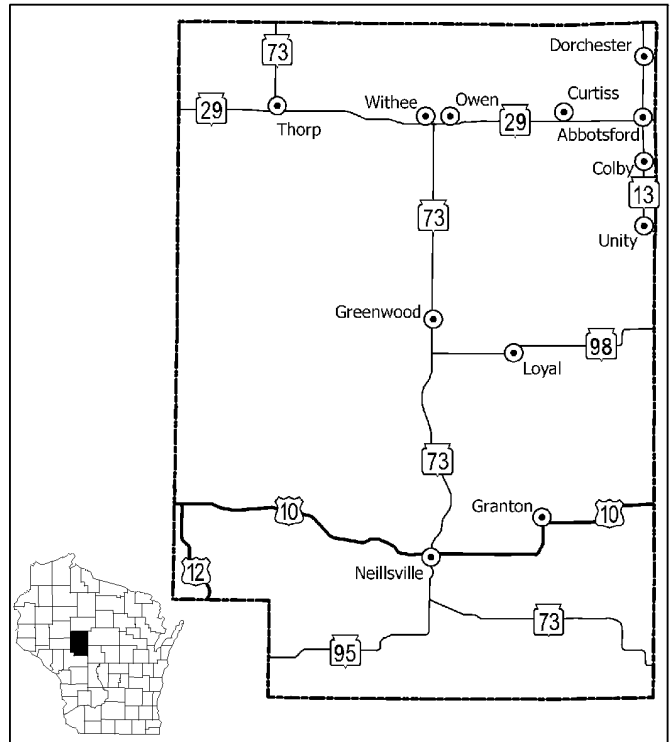 Dorchester
73
Curtiss
Withee
Owen
29
29
Thorp
Abbotsford
Colby
13
73
Unity
Greenwood
98
Loyal
73
Granton
10
10
Neillsville
12
73
95